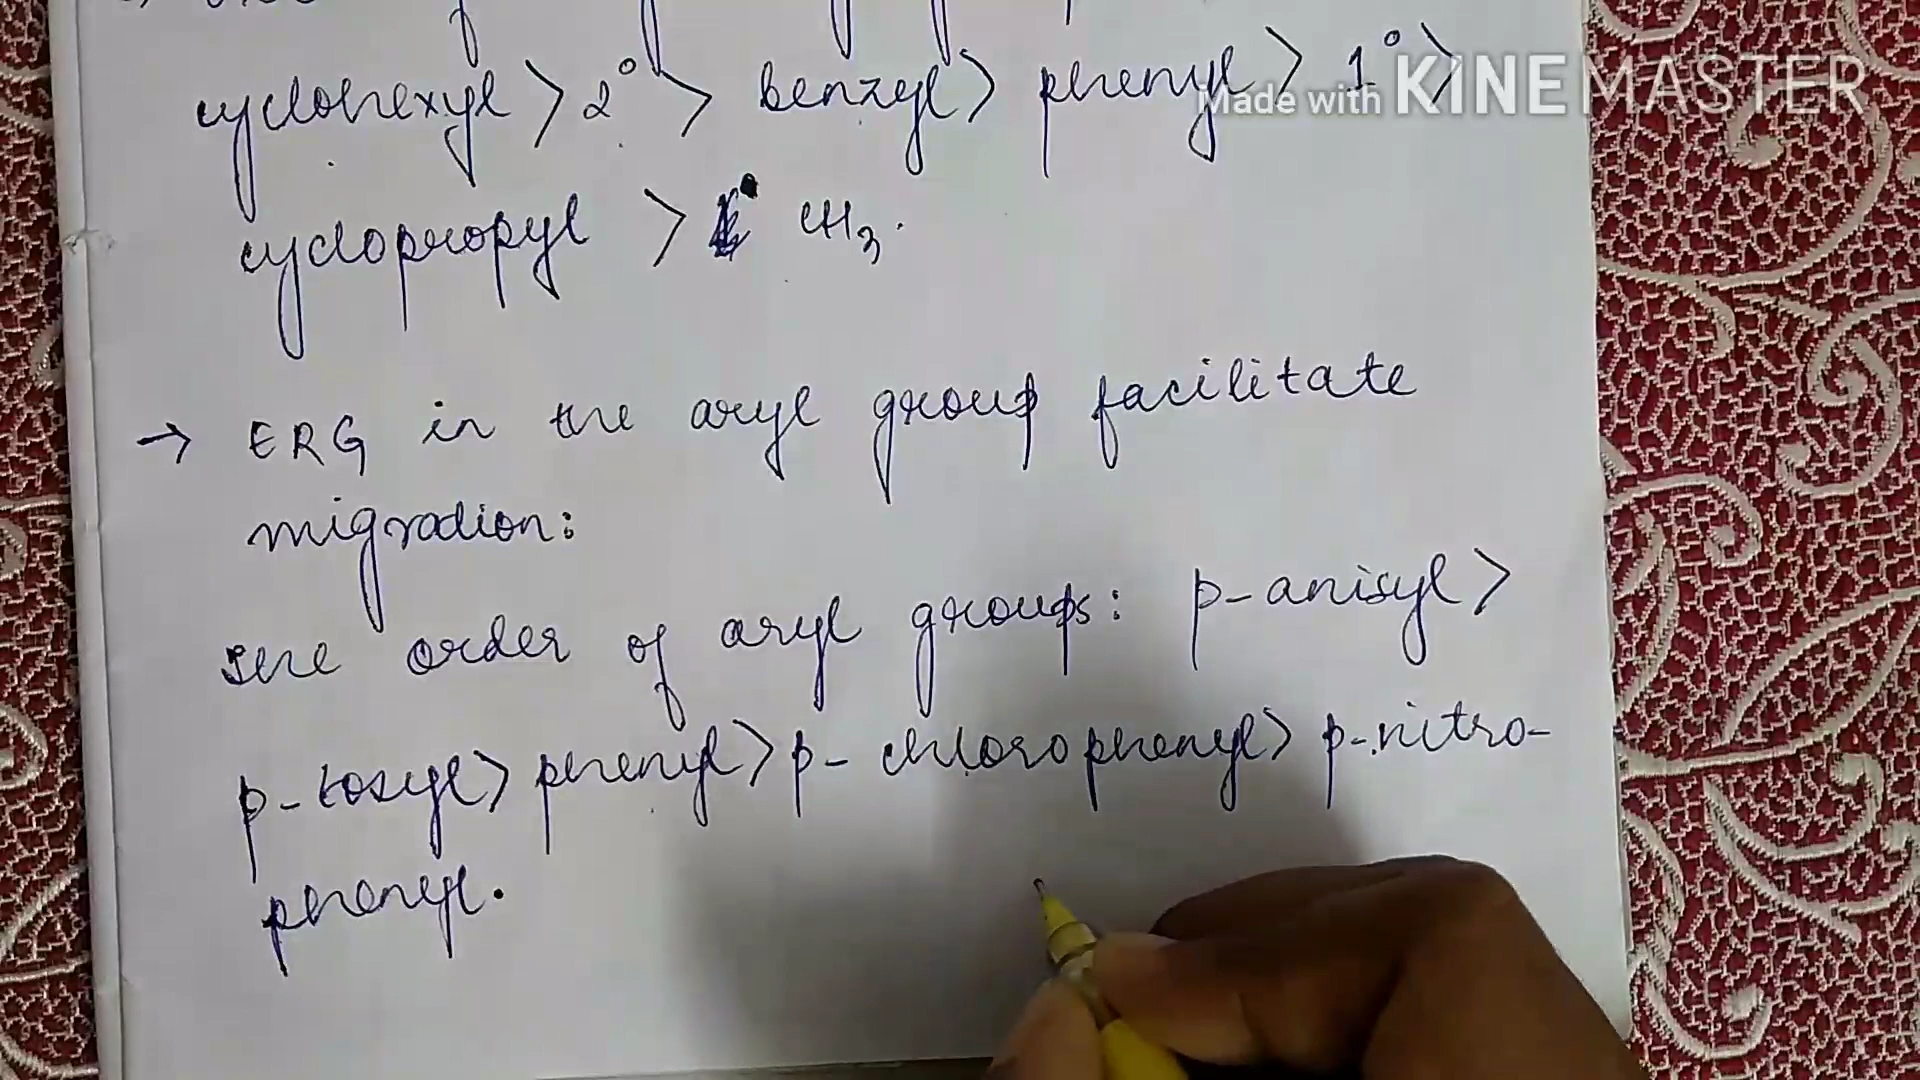 cyclohexyl > 2° > benzyl > phenyl > 1° >
Made with KINEMASTER
cyclopropyl > CH3.
→ ERG in the aryl group facilitate
migration:
The order of aryl groups: p-anisyl >
p-tosyl > phenyl > p-chlorophenyl > p-nitro-
phenyl.